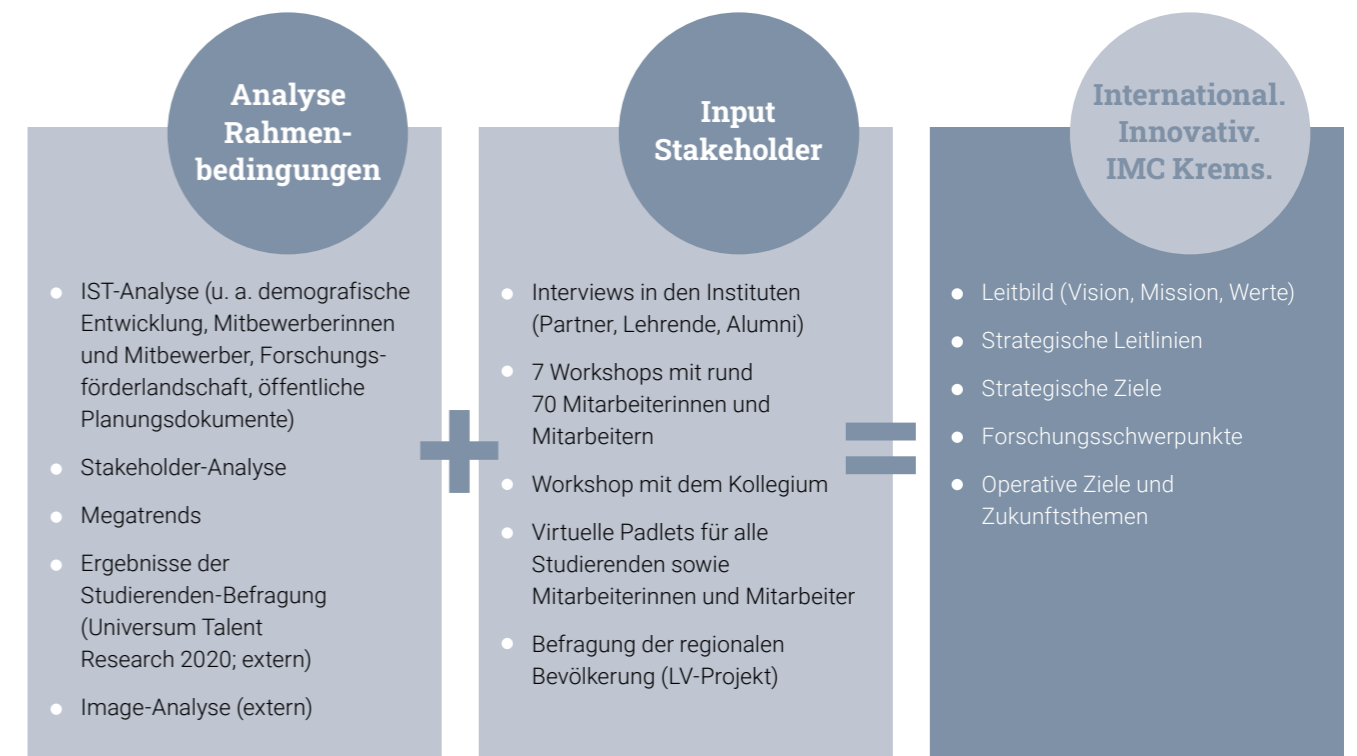 Analyse
Rahmen-
bedingungen
IST-Analyse (u. a. demografische
Entwicklung, Mitbewerberinnen
und Mitbewerber, Forschungs-
förderlandschaft, öffentliche
Planungsdokumente)
Stakeholder-Analyse
Megatrends
Ergebnisse der
Studierenden-Befragung
(Universum Talent
Research 2020; extern)
Image-Analyse (extern)
+
Input
Stakeholder
Interviews in den Instituten
(Partner, Lehrende, Alumni)
7 Workshops mit rund
70 Mitarbeiterinnen und
Mitarbeitern
Workshop mit dem Kollegium
Virtuelle Padlets für alle
Studierenden sowie
Mitarbeiterinnen und Mitarbeiter
Befragung der regionalen
Bevölkerung (LV-Projekt)
=
International.
Innovativ.
IMC Krems.
Leitbild (Vision, Mission, Werte)
Strategische Leitlinien
Strategische Ziele
Forschungsschwerpunkte
Operative Ziele und
Zukunftsthemen